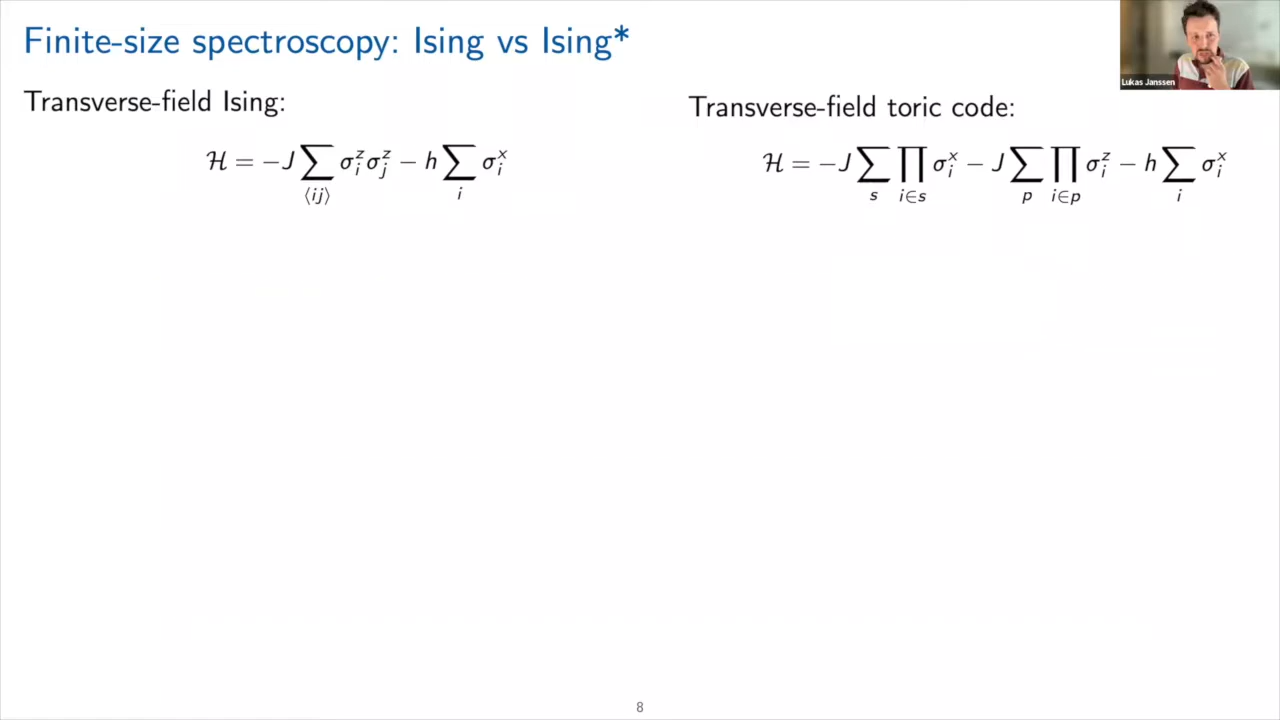 Finite-size spectroscopy: Ising vs Ising*
Lukas Janssen
Transverse-field Ising:
Transverse-field toric code:
ℋ = −J ∑_{⟨ij⟩} σ_i^z σ_j^z − h ∑_i σ_i^x
ℋ = −J ∑_s ∏_{i∈s} σ_i^x − J ∑_p ∏_{i∈p} σ_i^z − h ∑_i σ_i^x
8